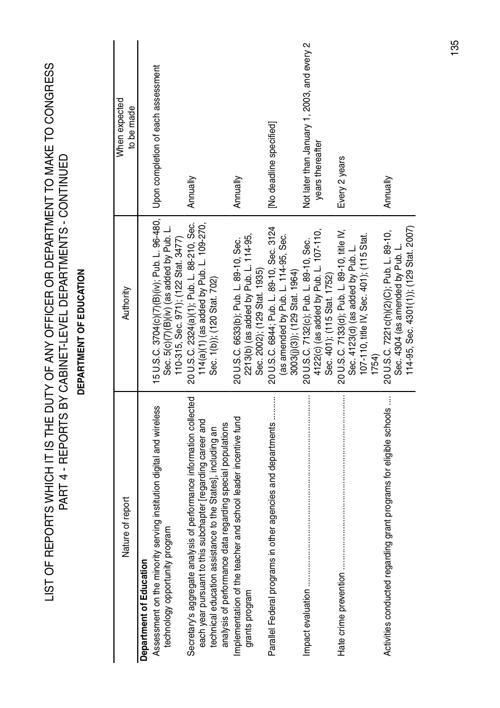 LIST OF REPORTS WHICH IT IS THE DUTY OF ANY OFFICER OR DEPARTMENT TO MAKE TO CONGRESS
PART 4 - REPORTS BY CABINET-LEVEL DEPARTMENTS - CONTINUED
DEPARTMENT OF EDUCATION
Nature of report
Authority
When expected
to be made
Department of Education
Assessment on the minority serving institution digital and wireless
technology opportunity program
15 U.S.C. 3704(c)(7)(B)(iv); Pub. L. 96-480,
Sec. 5(c)(7)(B)(iv) (as added by Pub. L.
110-315, Sec. 971); (122 Stat. 3477)
Upon completion of each assessment
Secretary's aggregate analysis of performance information collected
each year pursuant to this subchapter [regarding career and
technical education assistance to the States], including an
analysis of performance data regarding special populations
20 U.S.C. 2324(a)(1); Pub. L. 88-210, Sec.
114(a)(1) (as added by Pub. L. 109-270,
Sec. 1(b)); (120 Stat. 702)
Annually
Implementation of the teacher and school leader incentive fund
grants program
20 U.S.C. 6633(b); Pub. L. 89-10, Sec.
2213(b) (as added by Pub. L. 114-95,
Sec. 2002); (129 Stat. 1935)
Annually
Parallel Federal programs in other agencies and departments ..........
20 U.S.C. 6844; Pub. L. 89-10, Sec. 3124
(as amended by Pub. L. 114-95, Sec.
3003(j)(3)); (129 Stat. 1964)
[No deadline specified]
Impact evaluation ..........
20 U.S.C. 7132(c); Pub. L. 89-10, Sec.
4122(c) (as added by Pub. L. 107-110,
Sec. 401); (115 Stat. 1752)
Not later than January 1, 2003, and every 2
years thereafter
Hate crime prevention ..........
20 U.S.C. 7133(d); Pub. L. 89-10, title IV,
Sec. 4123(d) (as added by Pub. L.
107-110, title IV, Sec. 401); (115 Stat.
1754)
Every 2 years
Activities conducted regarding grant programs for eligible schools ....
20 U.S.C. 7221c(h)(2)(C); Pub. L. 89-10,
Sec. 4304 (as amended by Pub. L.
114-95, Sec. 4301(1)); (129 Stat. 2007)
Annually
135